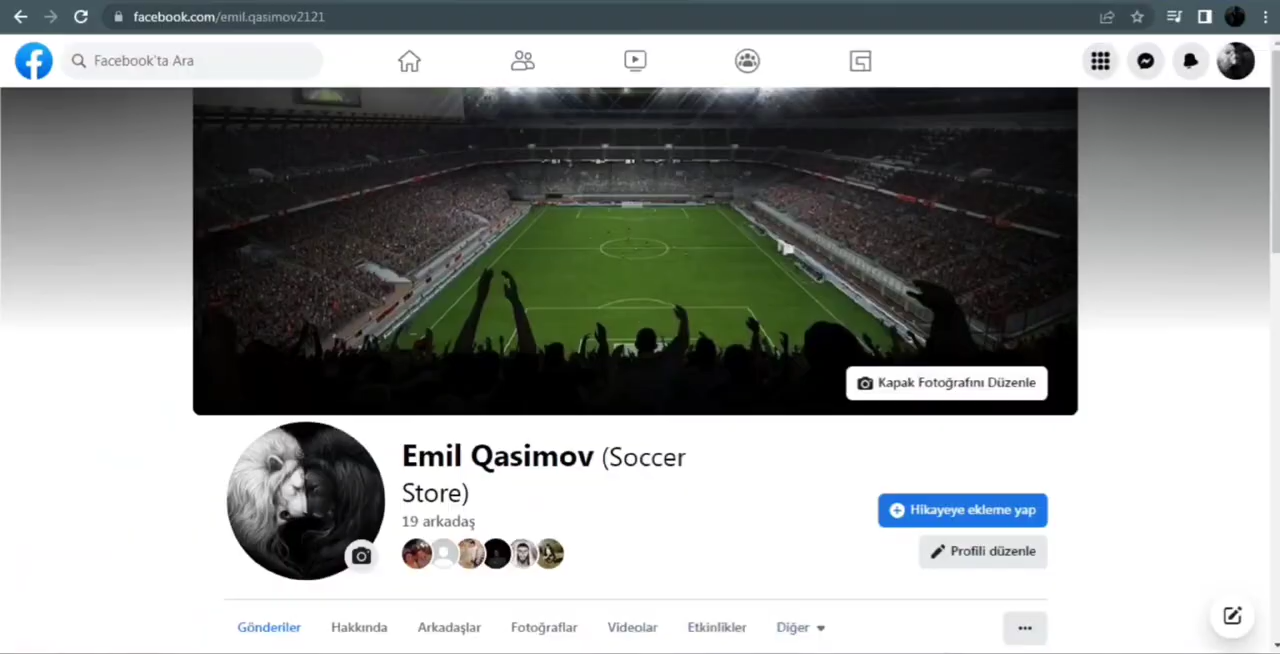 facebook.com/emil.qasimov2121
Facebook'ta Ara
Kapak Fotoğrafını Düzenle
Emil Qasimov (Soccer
Store)
19 arkadaş
Hikayeye ekleme yap
Profili düzenle
Gönderiler Hakkında Arkadaşlar Fotoğraflar Videolar Etkinlikler Diğer